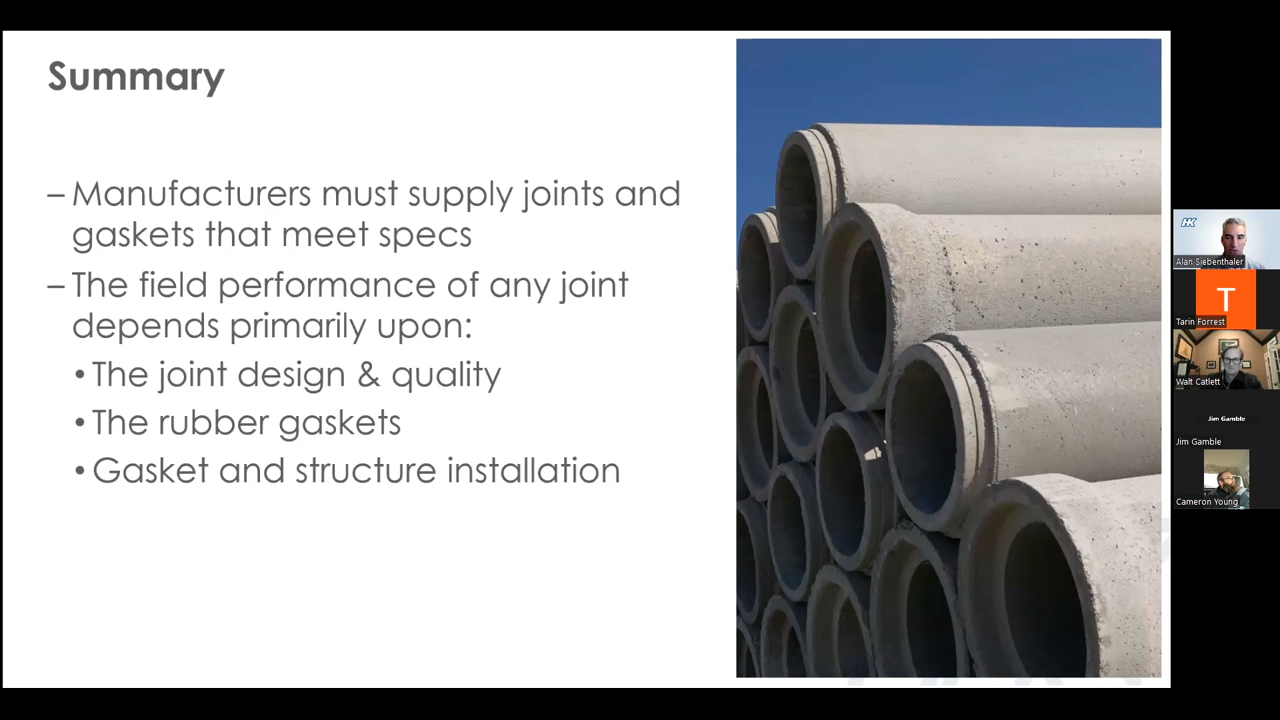 Summary
– Manufacturers must supply joints and
gaskets that meet specs
– The field performance of any joint
depends primarily upon:
• The joint design & quality
• The rubber gaskets
• Gasket and structure installation
HK
Alan Siebenthaler
T
Tarin Forrest
Walt Catlett
Jim Gamble
Jim Gamble
Cameron Young